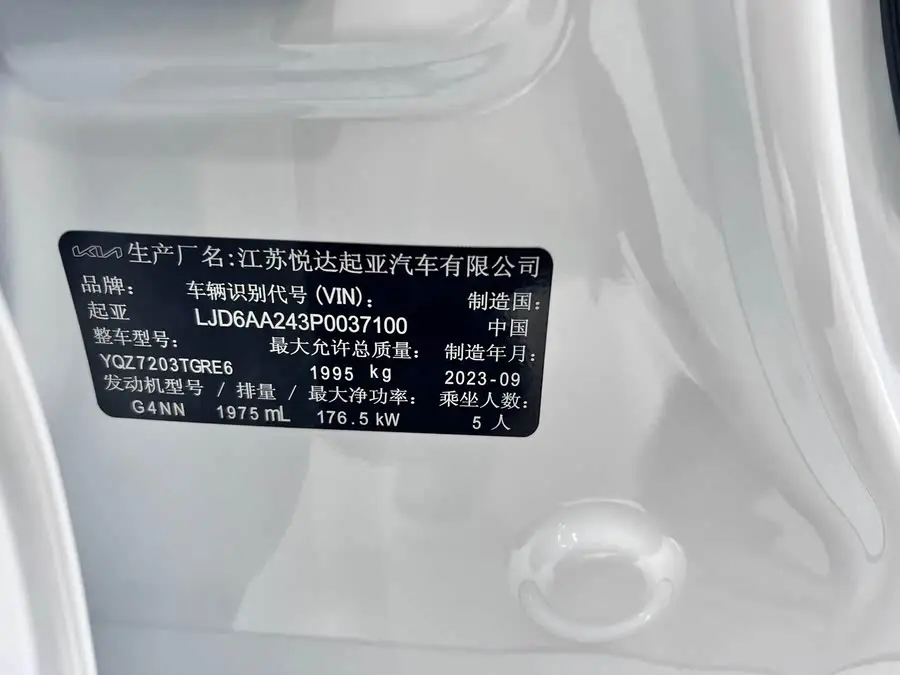 KIA 生产厂名:江苏悦达起亚汽车有限公司
品牌: 车辆识别代号(VIN): 制造国:
起亚 LJD6AA243P0037100 中国
整车型号: 最大允许总质量: 制造年月:
YQZ7203TGRE6 1995 kg 2023-09
发动机型号 / 排量 / 最大净功率: 乘坐人数:
G4NN 1975 mL 176.5 kW 5 人